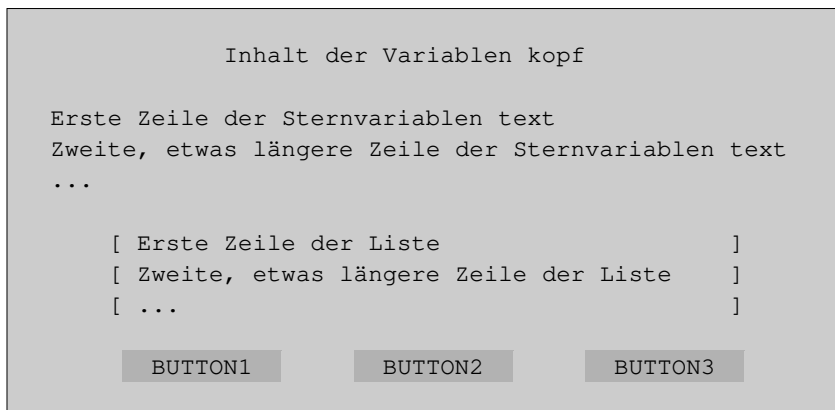 Inhalt der Variablen kopf
Erste Zeile der Sternvariablen text
Zweite, etwas längere Zeile der Sternvariablen text
...
[ Erste Zeile der Liste ]
[ Zweite, etwas längere Zeile der Liste ]
[ ... ]
BUTTON1 BUTTON2 BUTTON3